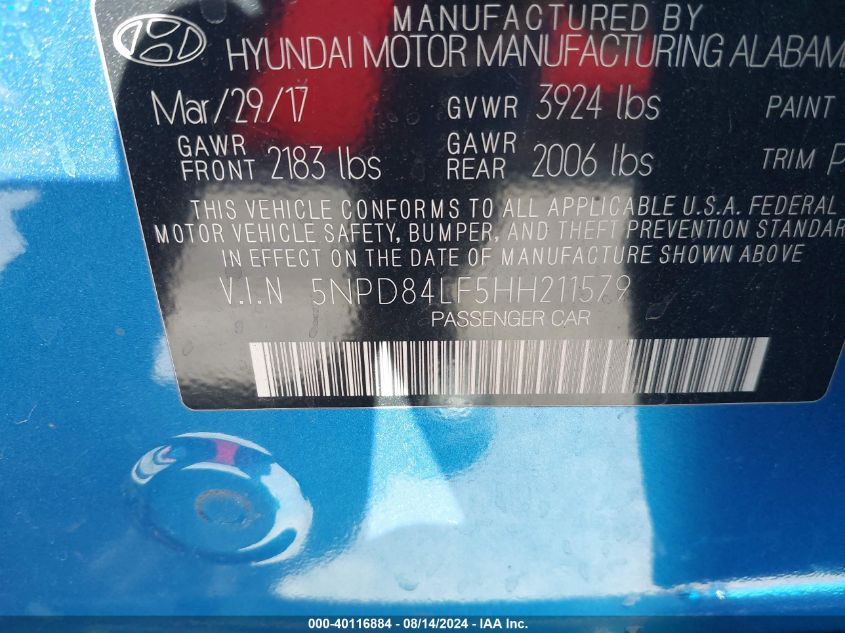 MANUFACTURED BY
HYUNDAI MOTOR MANUFACTURING ALABAMA
Mar/29/17 GVWR 3924 lbs PAINT
GAWR FRONT 2183 lbs GAWR REAR 2006 lbs TRIM P
THIS VEHICLE CONFORMS TO ALL APPLICABLE U.S.A. FEDERAL
MOTOR VEHICLE SAFETY, BUMPER, AND THEFT PREVENTION STANDAR
IN EFFECT ON THE DATE OF MANUFACTURE SHOWN ABOVE
V.I.N 5NPD84LF5HH211579
PASSENGER CAR
000-40116884 - 08/14/2024 - IAA Inc.